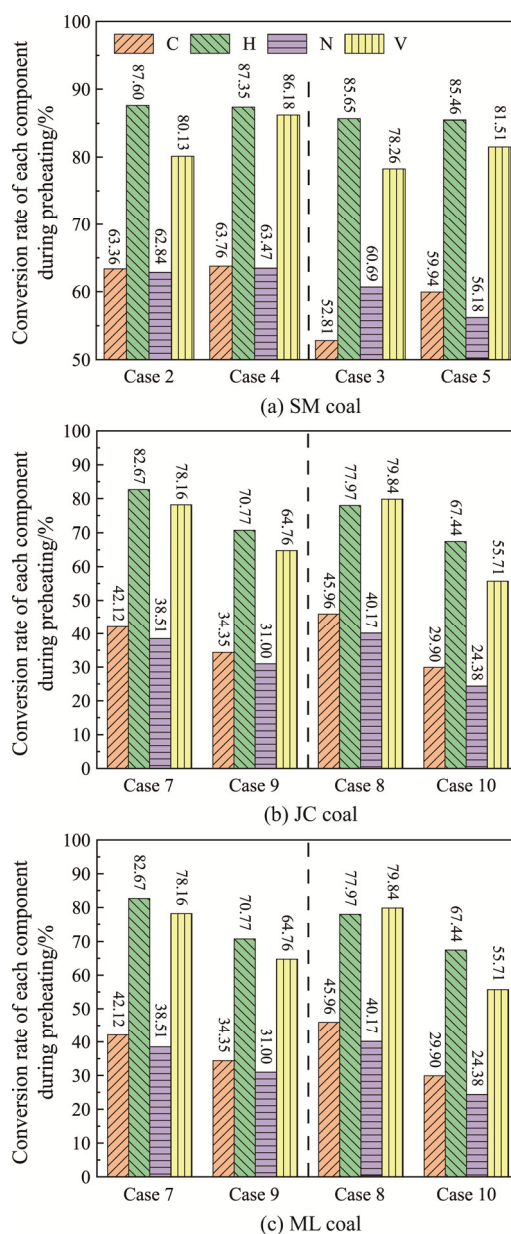 C H N V
Conversion rate of each component
during preheating/%
100
90
80
70
60
50
63.36 87.60 62.84 80.13
63.76 87.35 63.47 86.18
52.81 85.65 60.69 78.26
59.94 85.46 56.18 81.51
Case 2 Case 4 Case 3 Case 5
(a) SM coal
Conversion rate of each component
during preheating/%
100
90
80
70
60
50
40
30
20
10
0
42.12 82.67 38.51 78.16
34.35 70.77 31.00 64.76
45.96 77.97 40.17 79.84
29.90 67.44 24.38 55.71
Case 7 Case 9 Case 8 Case 10
(b) JC coal
Conversion rate of each component
during preheating/%
100
90
80
70
60
50
40
30
20
10
0
42.12 82.67 38.51 78.16
34.35 70.77 31.00 64.76
45.96 77.97 40.17 79.84
29.90 67.44 24.38 55.71
Case 7 Case 9 Case 8 Case 10
(c) ML coal